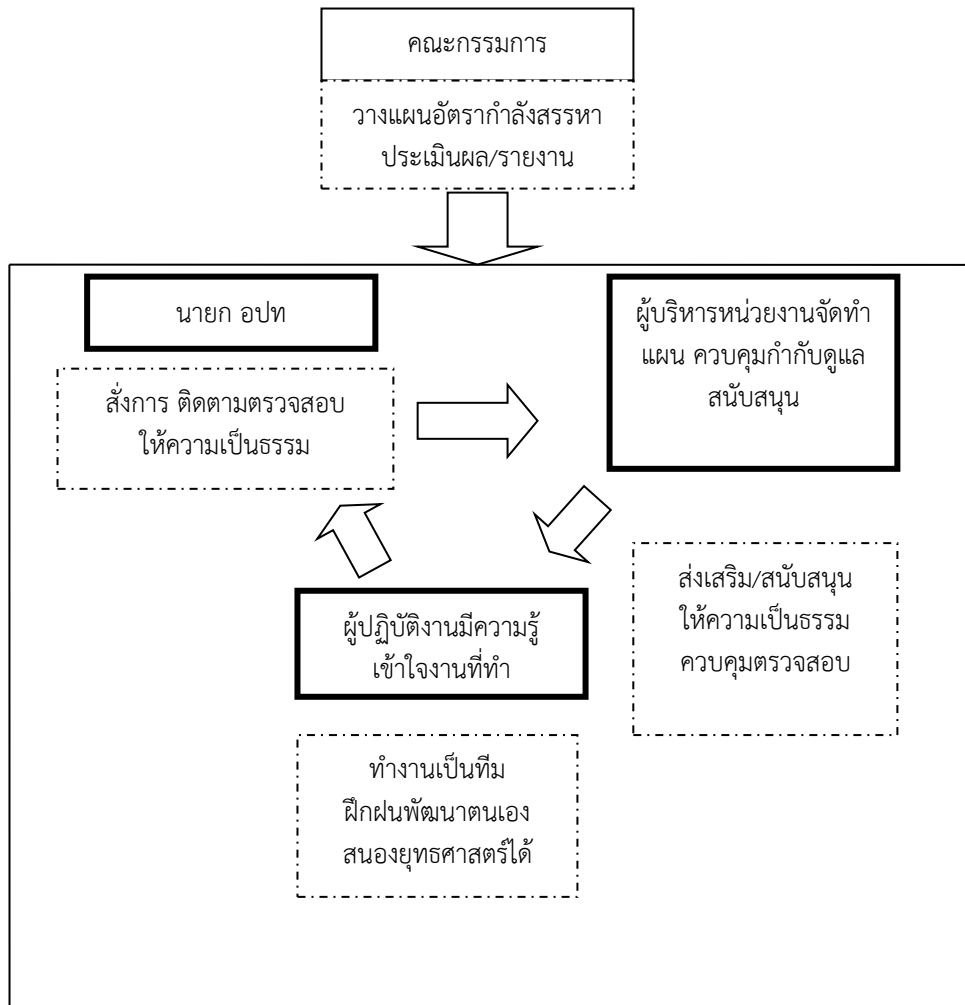 คณะกรรมการ
วางแผนอัตรากำลังสรรหา
ประเมินผล/รายงาน
นายก อปท
สั่งการ ติดตามตรวจสอบ
ให้ความเป็นธรรม
ผู้บริหารหน่วยงานจัดทำ
แผน ควบคุมกำกับดูแล
สนับสนุน
ส่งเสริม/สนับสนุน
ให้ความเป็นธรรม
ควบคุมตรวจสอบ
ผู้ปฏิบัติงานมีความรู้
เข้าใจงานที่ทำ
ทำงานเป็นทีม
ฝึกฝนพัฒนาตนเอง
สนองยุทธศาสตร์ได้